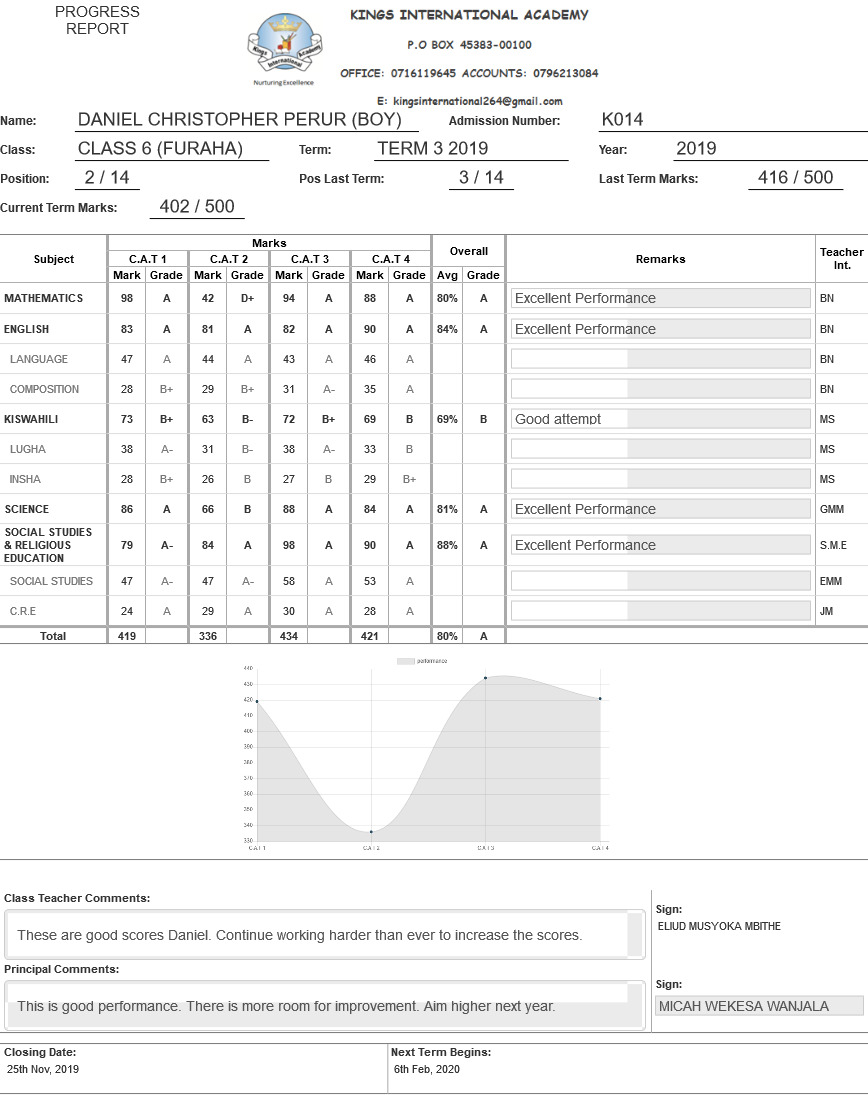 PROGRESS
REPORT
KINGS INTERNATIONAL ACADEMY
P.O BOX 45383-00100
OFFICE: 0716119645 ACCOUNTS: 0796213084
E: kingsinternational264@gmail.com
Kings Academy
International
Nurturing Excellence
Name: DANIEL CHRISTOPHER PERUR (BOY) Admission Number: K014
Class: CLASS 6 (FURAHA) Term: TERM 3 2019 Year: 2019
Position: 2 / 14 Pos Last Term: 3 / 14 Last Term Marks: 416 / 500
Current Term Marks: 402 / 500
Subject Marks Overall Remarks Teacher Int.
C.A.T 1 C.A.T 2 C.A.T 3 C.A.T 4
Mark Grade Mark Grade Mark Grade Mark Grade Avg Grade
MATHEMATICS 98 A 42 D+ 94 A 88 A 80% A Excellent Performance BN
ENGLISH 83 A 81 A 82 A 90 A 84% A Excellent Performance BN
LANGUAGE 47 A 44 A 43 A 46 A BN
COMPOSITION 28 B+ 29 B+ 31 A- 35 A BN
KISWAHILI 73 B+ 63 B- 72 B+ 69 B 69% B Good attempt MS
LUGHA 38 A- 31 B- 38 A- 33 B MS
INSHA 28 B+ 26 B 27 B 29 B+ MS
SCIENCE 86 A 66 B 88 A 84 A 81% A Excellent Performance GMM
SOCIAL STUDIES
& RELIGIOUS
EDUCATION 79 A- 84 A 98 A 90 A 88% A Excellent Performance S.M.E
SOCIAL STUDIES 47 A- 47 A- 58 A 53 A EMM
C.R.E 24 A 29 A 30 A 28 A JM
Total 419 336 434 421 80% A
performance
440
430
420
410
400
390
380
370
360
350
340
330
C.A.T 1 C.A.T 2 C.A.T 3 C.A.T 4
Class Teacher Comments:
These are good scores Daniel. Continue working harder than ever to increase the scores.
Sign:
ELIUD MUSYOKA MBITHE
Principal Comments:
This is good performance. There is more room for improvement. Aim higher next year.
Sign:
MICAH WEKESA WANJALA
Closing Date: Next Term Begins:
25th Nov, 2019 6th Feb, 2020